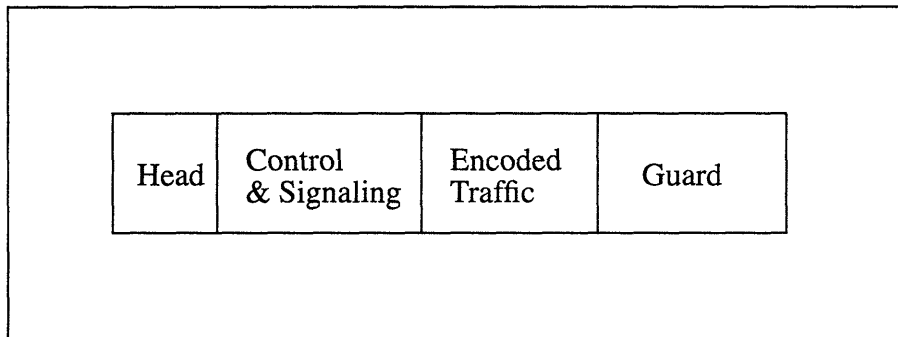 Head
Control
& Signaling
Encoded
Traffic
Guard